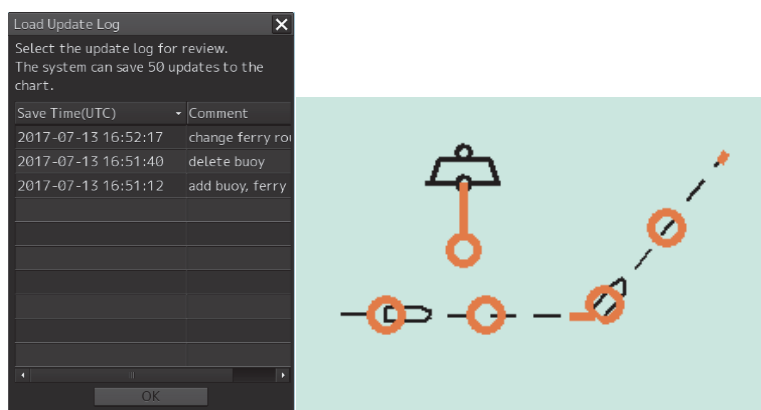 Load Update Log
Select the update log for review.
The system can save 50 updates to the
chart.
Save Time(UTC) Comment
2017-07-13 16:52:17 change ferry rou
2017-07-13 16:51:40 delete buoy
2017-07-13 16:51:12 add buoy, ferry
OK